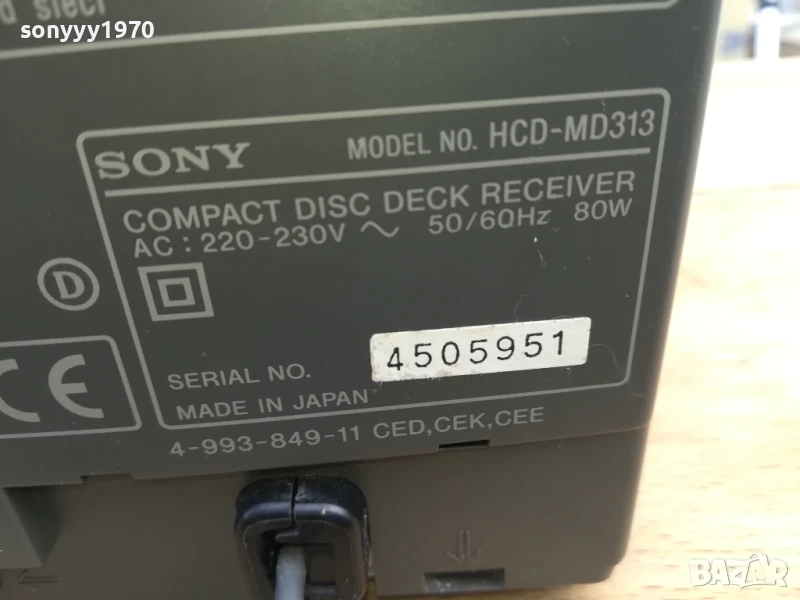 sonyyy1970
SONY MODEL NO. HCD-MD313
COMPACT DISC DECK RECEIVER
AC : 220-230V ～ 50/60Hz 80W
D
SERIAL NO. 4505951
CE
MADE IN JAPAN
4-993-849-11 CED,CEK,CEE
BAZAR